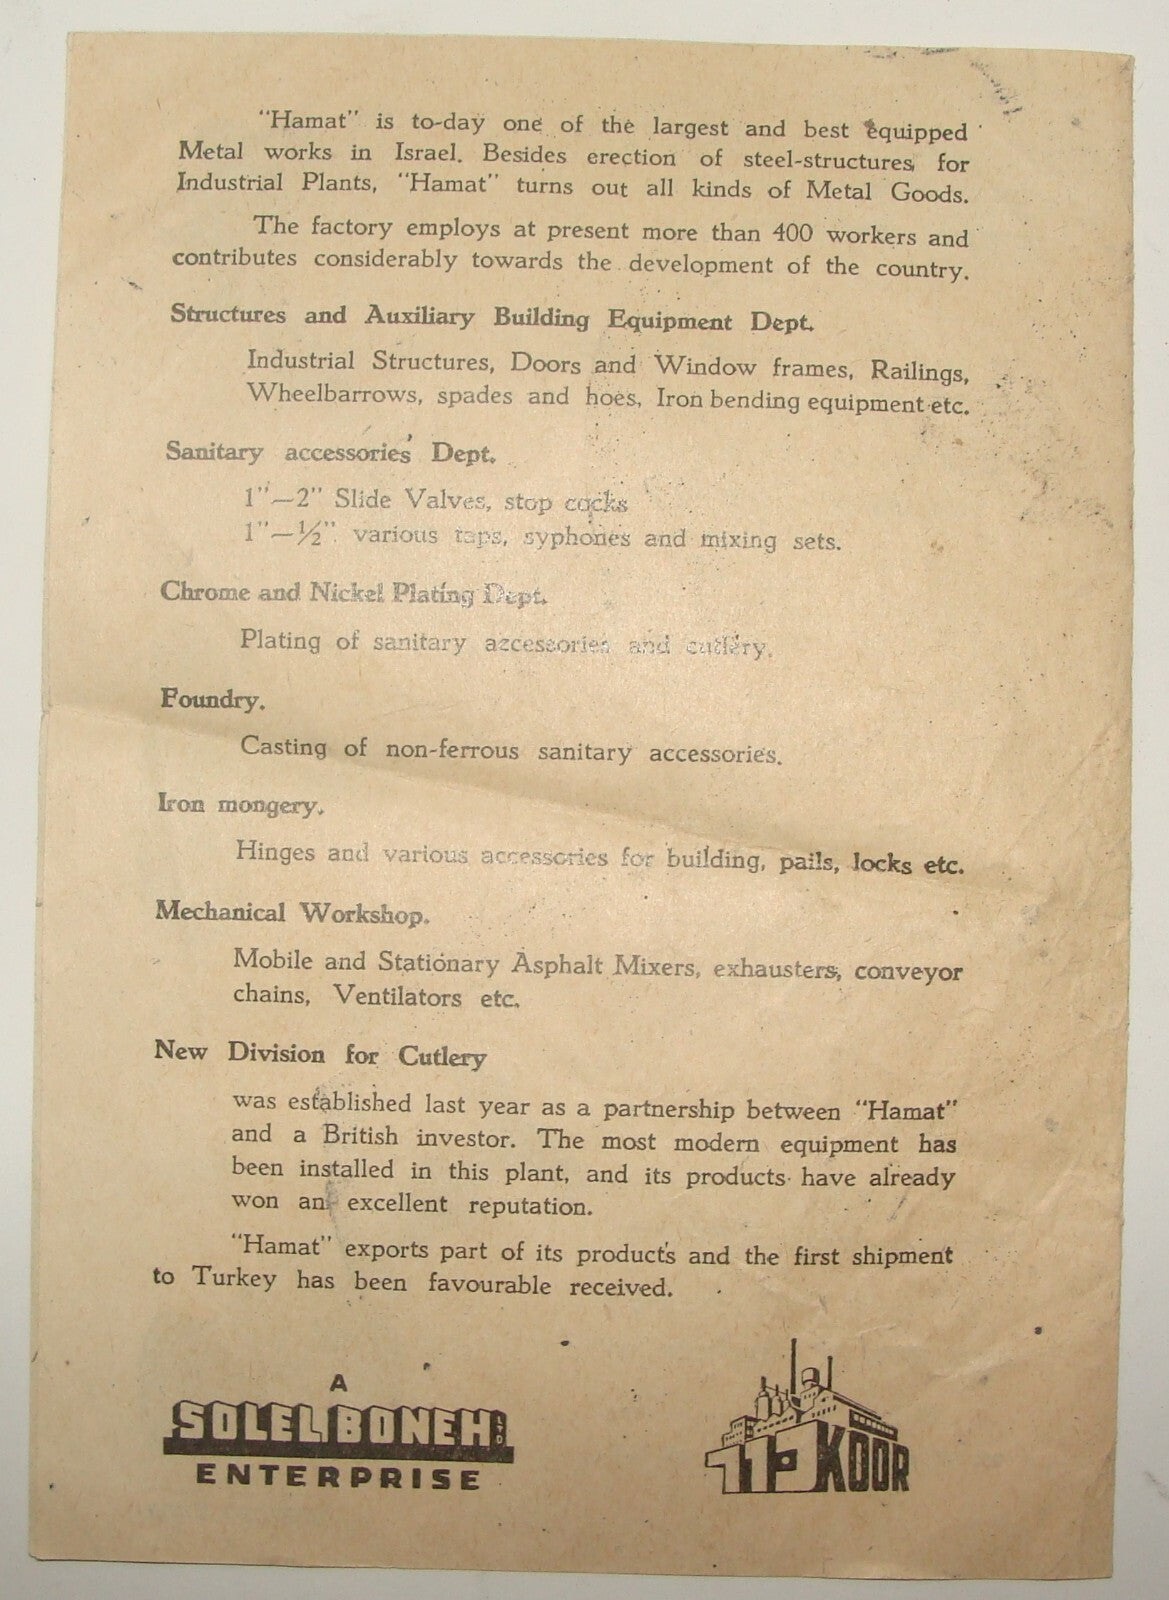 "Hamat" is to-day one of the largest and best equipped
Metal works in Israel. Besides erection of steel-structures for
Industrial Plants, "Hamat" turns out all kinds of Metal Goods.
The factory employs at present more than 400 workers and
contributes considerably towards the development of the country.
Structures and Auxiliary Building Equipment Dept.
Industrial Structures, Doors and Window frames, Railings,
Wheelbarrows, spades and hoes, Iron bending equipment etc.
Sanitary accessories Dept.
1"—2" Slide Valves, stop cocks
1"—½" various taps, syphones and mixing sets.
Chrome and Nickel Plating Dept.
Plating of sanitary azcessories and cutlery.
Foundry.
Casting of non-ferrous sanitary accessories.
Iron mongery.
Hinges and various accessories for building, pails, locks etc.
Mechanical Workshop.
Mobile and Stationary Asphalt Mixers, exhausters, conveyor
chains, Ventilators etc.
New Division for Cutlery
was established last year as a partnership between "Hamat"
and a British investor. The most modern equipment has
been installed in this plant, and its products have already
won an excellent reputation.
"Hamat" exports part of its products and the first shipment
to Turkey has been favourable received.
A
SOLEL BONEH LTD
ENTERPRISE
כור KOOR